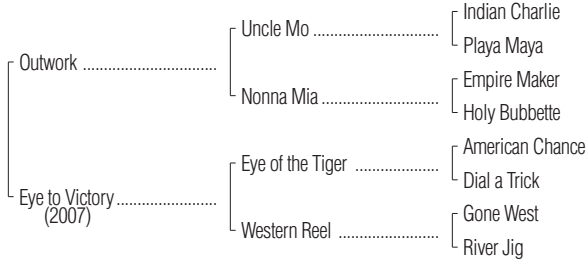 Indian Charlie
Uncle Mo ..............................
Playa Maya
Outwork ................................
Empire Maker
Nonna Mia ............................
Holy Bubbette
American Chance
Eye of the Tiger ....................
Dial a Trick
Eye to Victory ........................
(2007)
Gone West
Western Reel ........................
River Jig